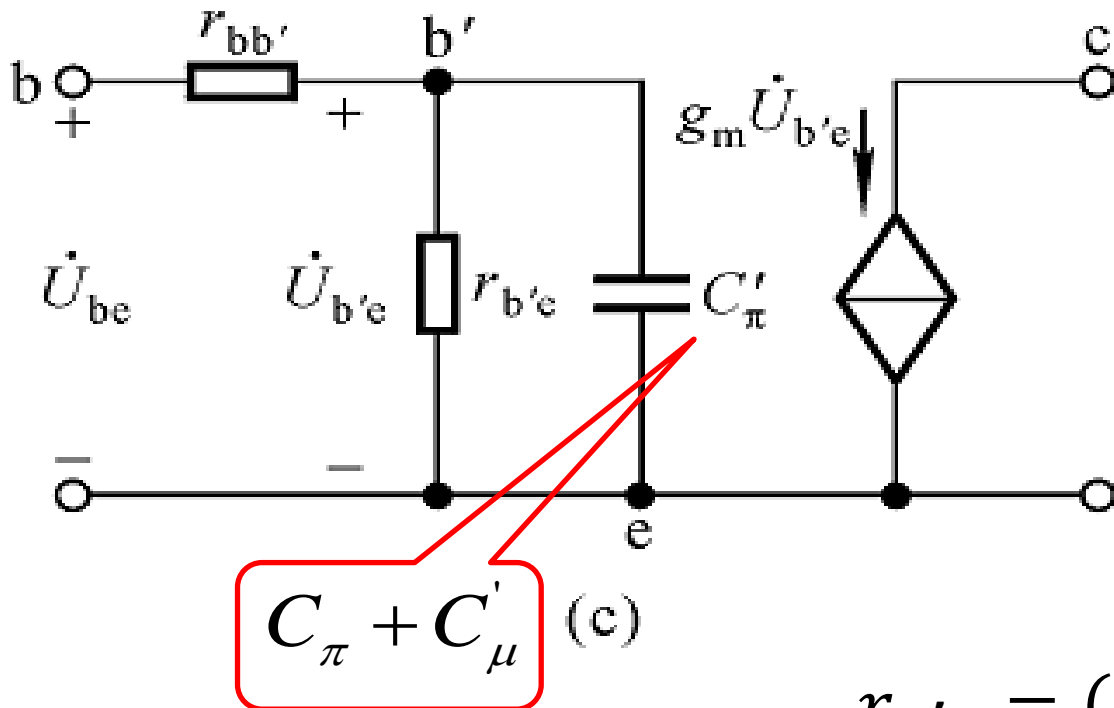 r_bb′
b b′ c
+ +
g_m U̇_b′e
U̇_be U̇_b′e r_b′e C′_π
− −
e
C_π + C'_μ (c)